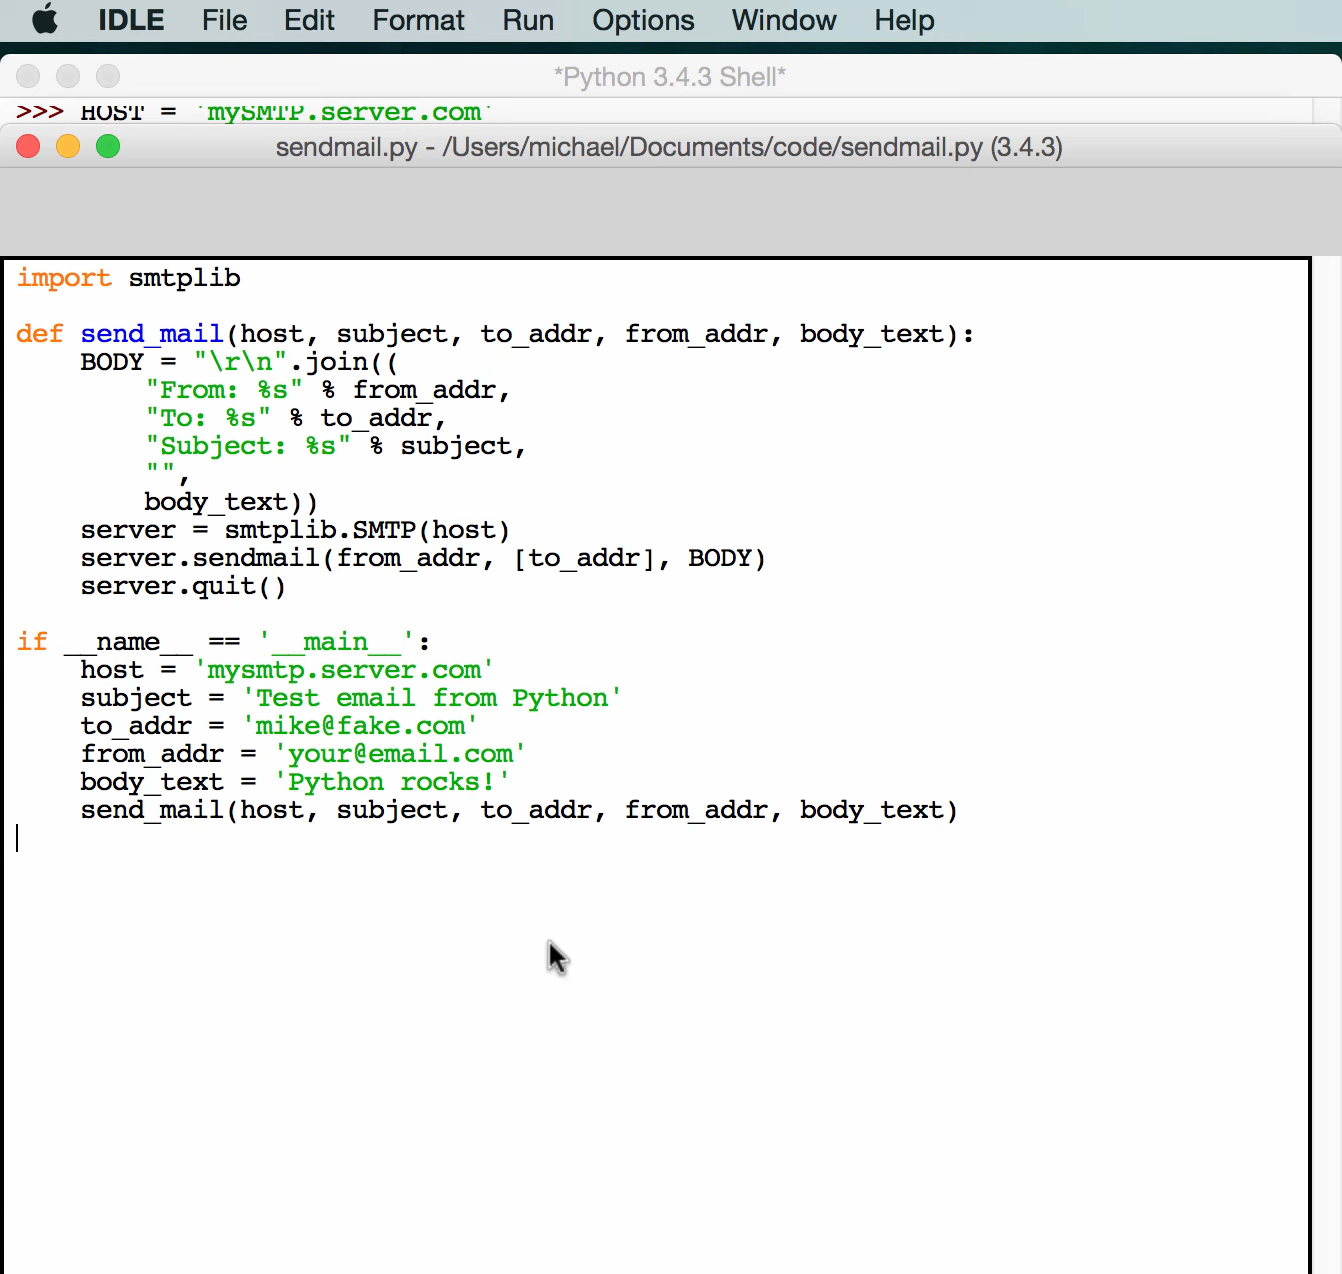 IDLE File Edit Format Run Options Window Help
*Python 3.4.3 Shell*
>>> HOST = 'mySMTP.server.com'
sendmail.py - /Users/michael/Documents/code/sendmail.py (3.4.3)
import smtplib
def send_mail(host, subject, to_addr, from_addr, body_text):
    BODY = "\r\n".join((
        "From: %s" % from_addr,
        "To: %s" % to_addr,
        "Subject: %s" % subject,
        "",
        body_text))
    server = smtplib.SMTP(host)
    server.sendmail(from_addr, [to_addr], BODY)
    server.quit()
if __name__ == '__main__':
    host = 'mysmtp.server.com'
    subject = 'Test email from Python'
    to_addr = 'mike@fake.com'
    from_addr = 'your@email.com'
    body_text = 'Python rocks!'
    send_mail(host, subject, to_addr, from_addr, body_text)